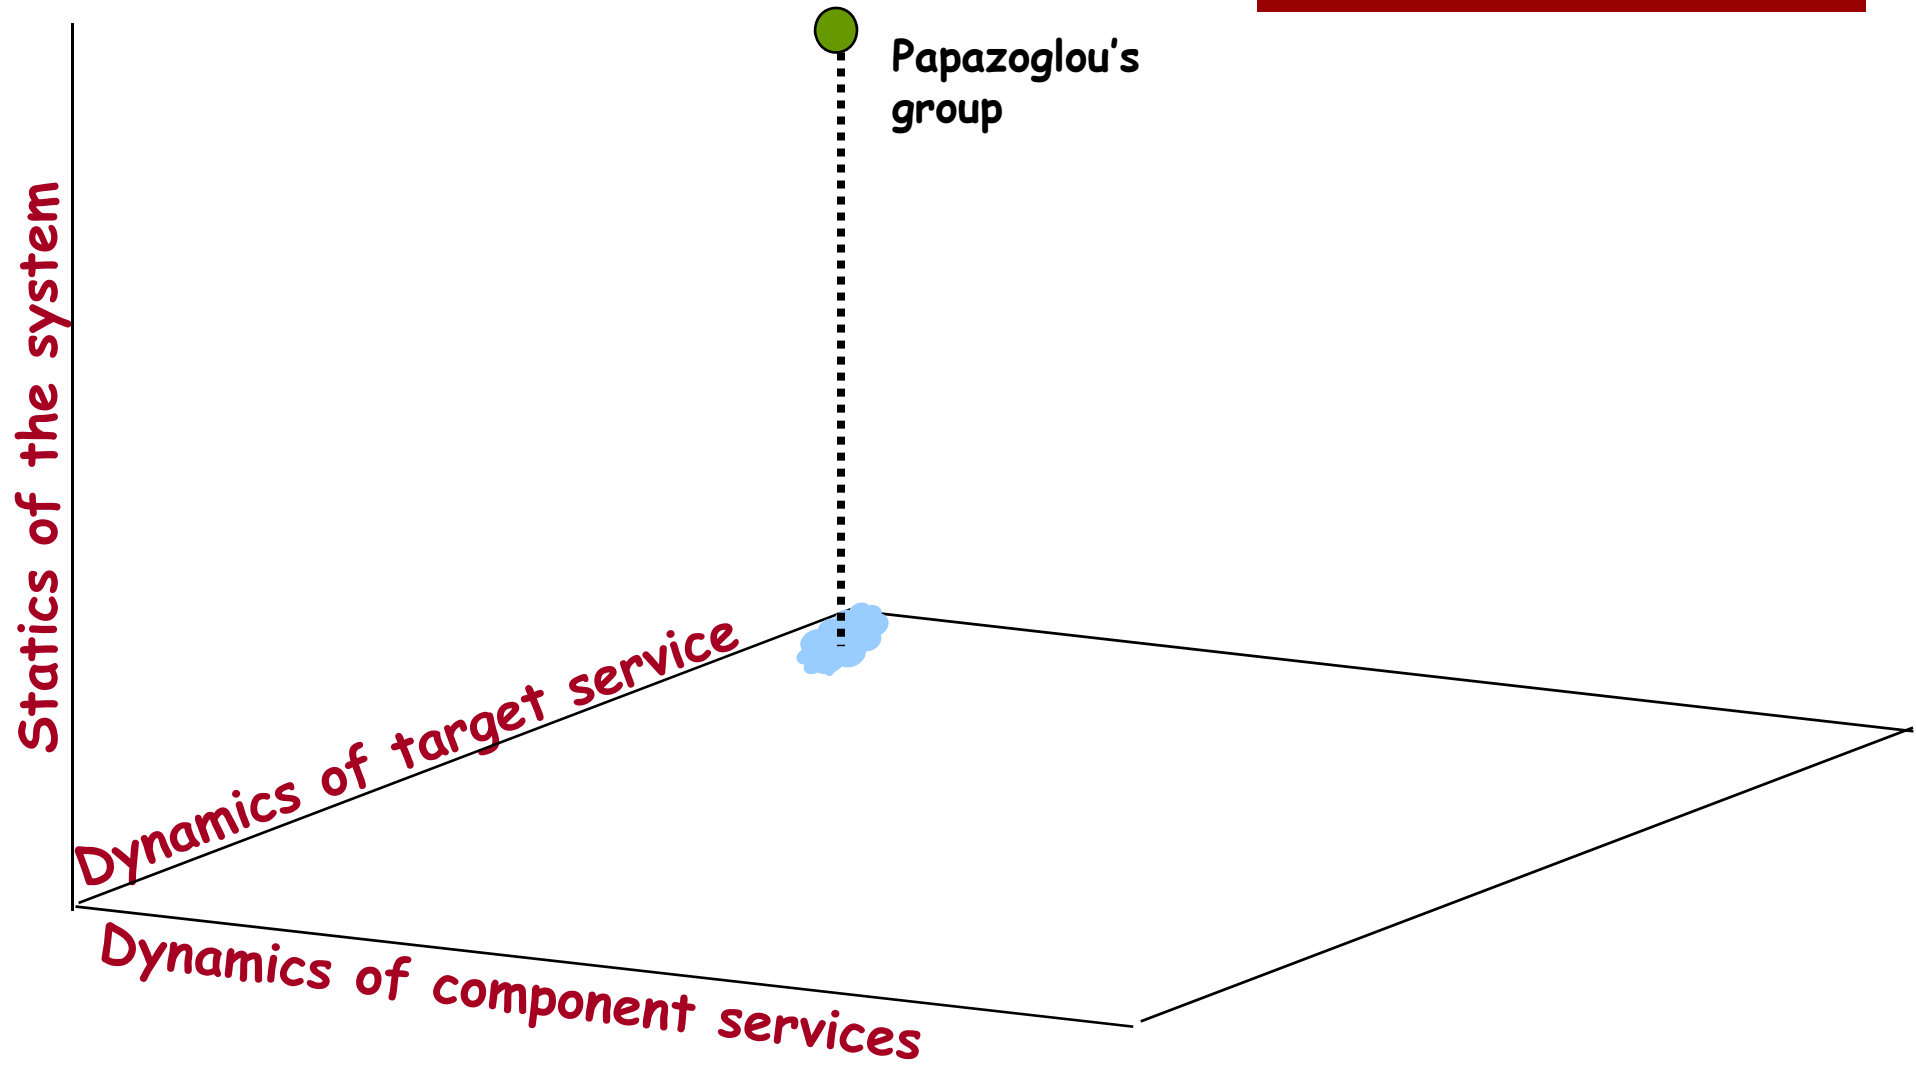 Papazoglou's
group
Statics of the system
Dynamics of target service
Dynamics of component services